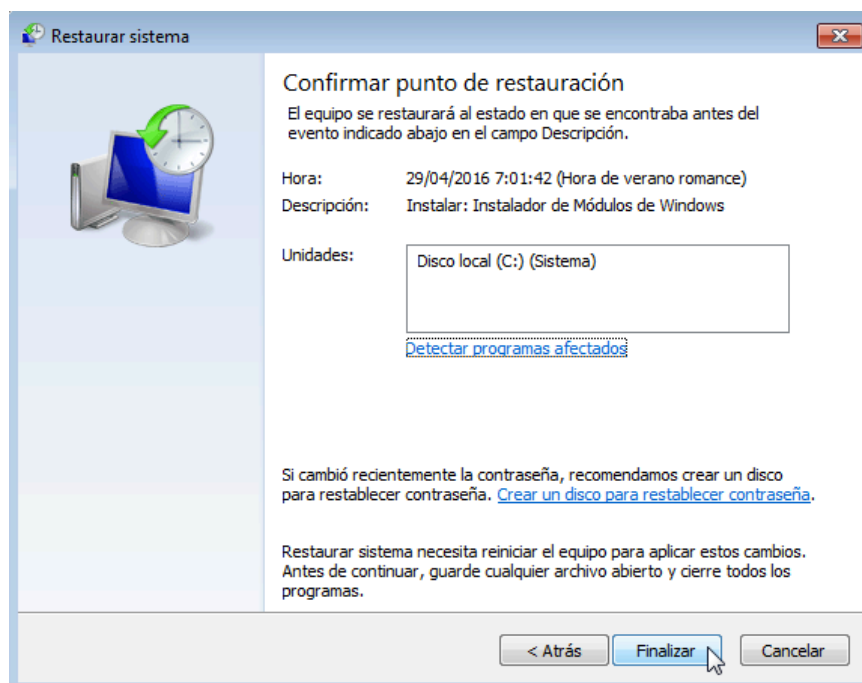 Restaurar sistema
Confirmar punto de restauración
El equipo se restaurará al estado en que se encontraba antes del
evento indicado abajo en el campo Descripción.
Hora: 29/04/2016 7:01:42 (Hora de verano romance)
Descripción: Instalar: Instalador de Módulos de Windows
Unidades: Disco local (C:) (Sistema)
Detectar programas afectados
Si cambió recientemente la contraseña, recomendamos crear un disco
para restablecer contraseña. Crear un disco para restablecer contraseña.
Restaurar sistema necesita reiniciar el equipo para aplicar estos cambios.
Antes de continuar, guarde cualquier archivo abierto y cierre todos los
programas.
< Atrás Finalizar Cancelar